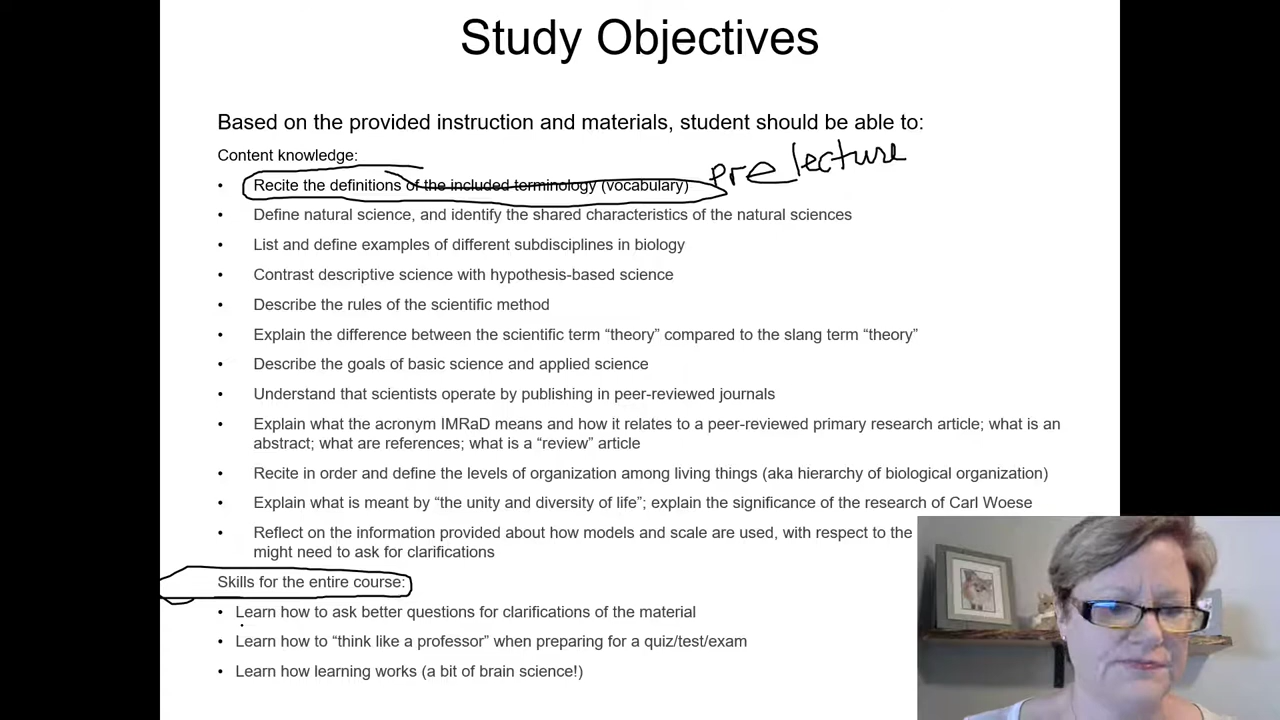 Study Objectives
Based on the provided instruction and materials, student should be able to:
Content knowledge:
• Recite the definitions of the included terminology (vocabulary) prelecture
• Define natural science, and identify the shared characteristics of the natural sciences
• List and define examples of different subdisciplines in biology
• Contrast descriptive science with hypothesis-based science
• Describe the rules of the scientific method
• Explain the difference between the scientific term “theory” compared to the slang term “theory”
• Describe the goals of basic science and applied science
• Understand that scientists operate by publishing in peer-reviewed journals
• Explain what the acronym IMRaD means and how it relates to a peer-reviewed primary research article; what is an
abstract; what are references; what is a “review” article
• Recite in order and define the levels of organization among living things (aka hierarchy of biological organization)
• Explain what is meant by “the unity and diversity of life”; explain the significance of the research of Carl Woese
• Reflect on the information provided about how models and scale are used, with respect to the
might need to ask for clarifications
Skills for the entire course:
• Learn how to ask better questions for clarifications of the material
• Learn how to “think like a professor” when preparing for a quiz/test/exam
• Learn how learning works (a bit of brain science!)